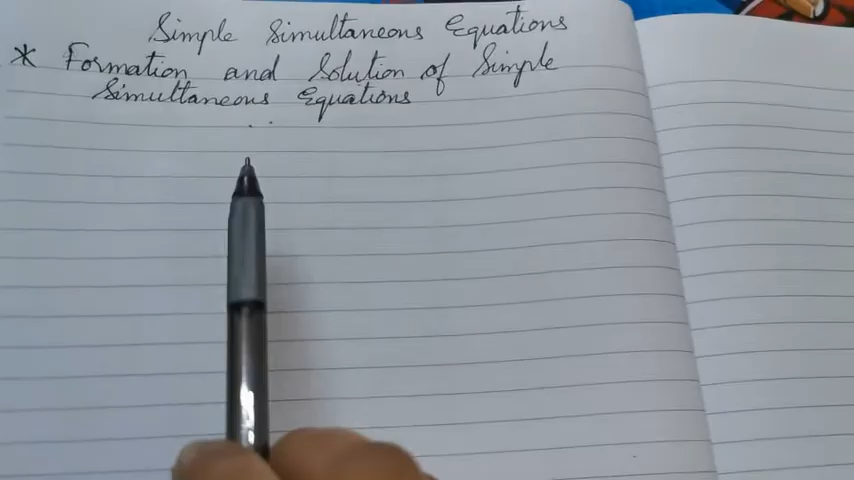 Simple Simultaneous Equations
* Formation and Solution of Simple
Simultaneous Equations